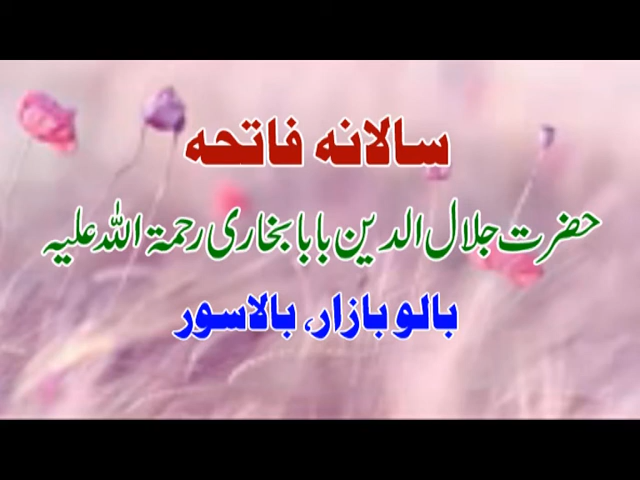 سالانہ فاتحہ
حضرت جلال الدین بابا بخاری رحمۃ اللہ علیہ
بالو بازار، بالاسور